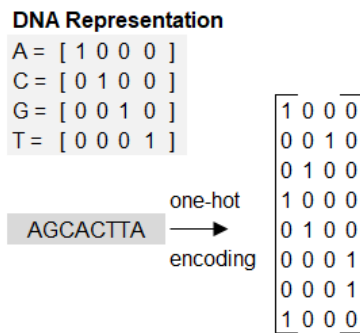 DNA Representation
A = [ 1 0 0 0 ]
C = [ 0 1 0 0 ]
G = [ 0 0 1 0 ]
T = [ 0 0 0 1 ]
AGCACTTA
one-hot
encoding
1 0 0 0
0 0 1 0
0 1 0 0
1 0 0 0
0 1 0 0
0 0 0 1
0 0 0 1
1 0 0 0